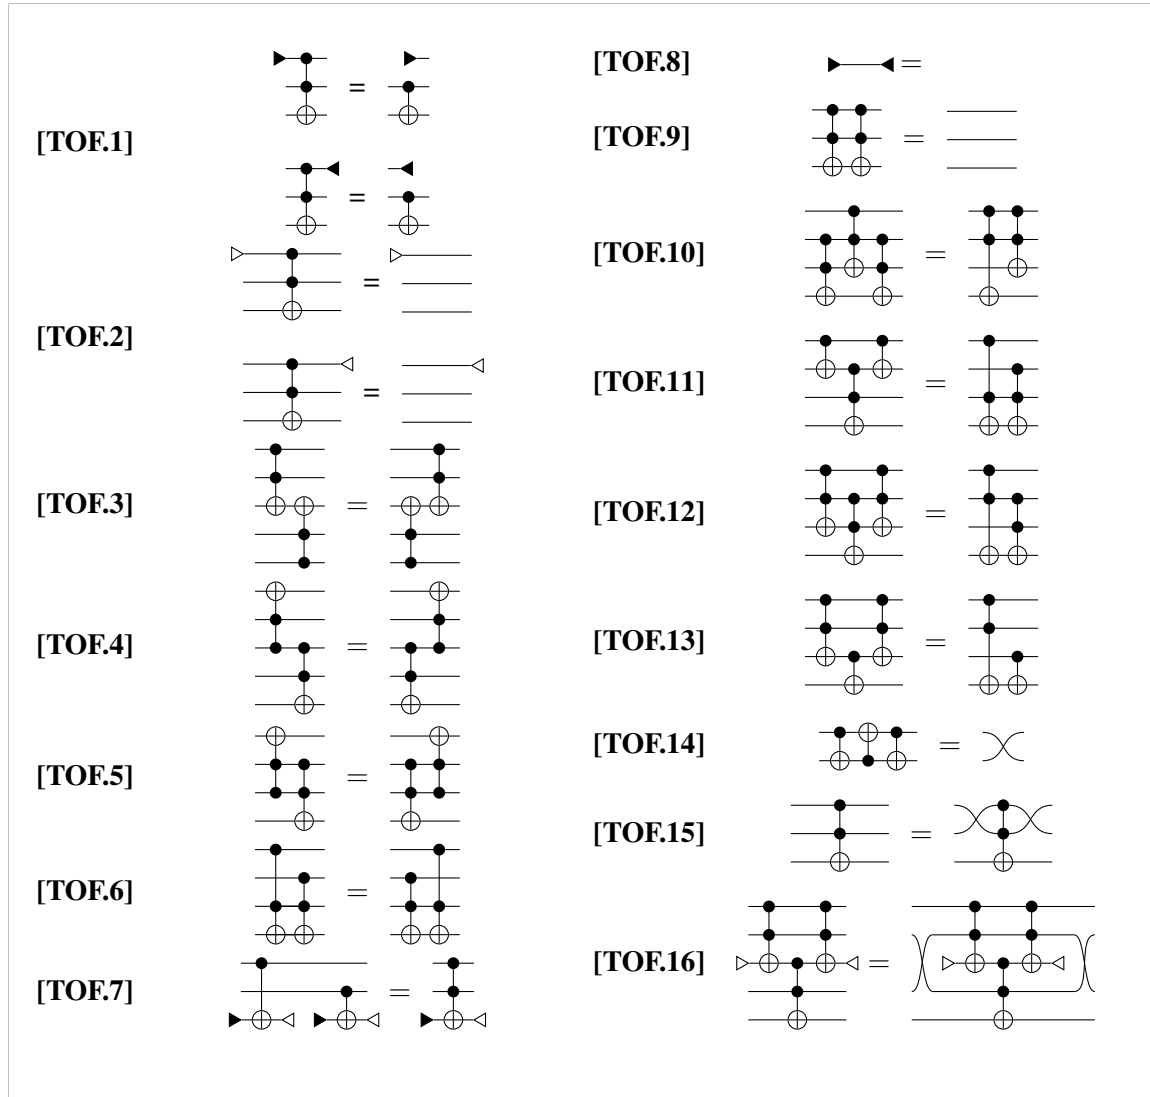 [TOF.1]
=
=
[TOF.2]
=
=
[TOF.3]
=
[TOF.4]
=
[TOF.5]
=
[TOF.6]
=
[TOF.7]
=
[TOF.8]
=
[TOF.9]
=
[TOF.10]
=
[TOF.11]
=
[TOF.12]
=
[TOF.13]
=
[TOF.14]
=
[TOF.15]
=
[TOF.16]
=